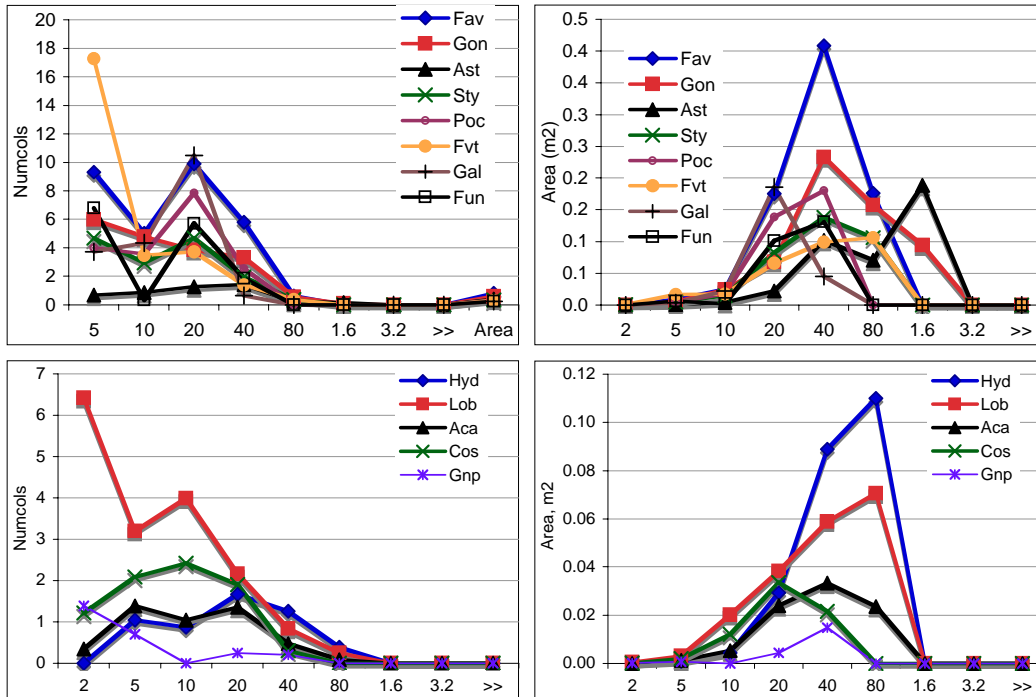 20
18
16
14
12
10
8
6
4
2
0
Numcols
5 10 20 40 80 1.6 3.2 >> Area
Fav
Gon
Ast
Sty
Poc
Fvt
Gal
Fun
0.5
0.4
0.4
0.3
0.3
0.2
0.2
0.1
0.1
0.0
Area (m2)
2 5 10 20 40 80 1.6 3.2 >>
Fav
Gon
Ast
Sty
Poc
Fvt
Gal
Fun
7
6
5
4
3
2
1
0
Numcols
2 5 10 20 40 80 1.6 3.2 >>
Hyd
Lob
Aca
Cos
Gnp
0.12
0.10
0.08
0.06
0.04
0.02
0.00
Area, m2
2 5 10 20 40 80 1.6 3.2 >>
Hyd
Lob
Aca
Cos
Gnp